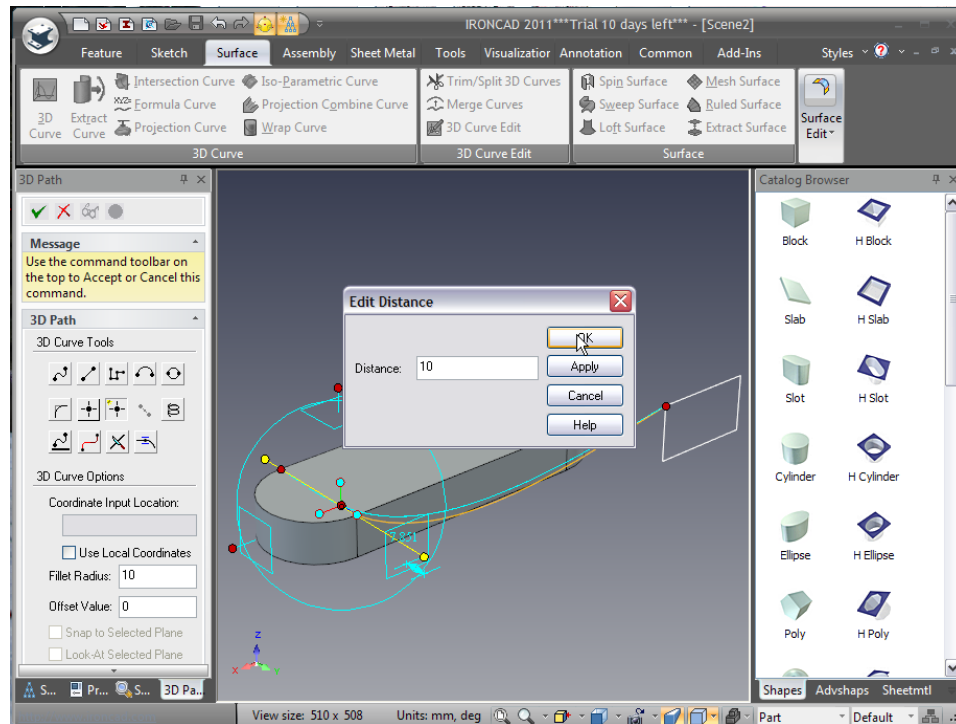 IRONCAD 2011***Trial 10 days left*** - [Scene2]
Feature Sketch Surface Assembly Sheet Metal Tools Visualizatior Annotation Common Add-Ins Styles
3D Curve
Extract Curve
Intersection Curve
Formula Curve
Projection Curve
Iso-Parametric Curve
Projection Combine Curve
Wrap Curve
3D Curve
Trim/Split 3D Curves
Merge Curves
3D Curve Edit
3D Curve Edit
Spin Surface
Sweep Surface
Loft Surface
Mesh Surface
Ruled Surface
Extract Surface
Surface
Surface Edit
3D Path
Message
Use the command toolbar on
the top to Accept or Cancel this
command.
3D Path
3D Curve Tools
3D Curve Options
Coordinate Input Location:
Use Local Coordinates
Fillet Radius: 10
Offset Value: 0
Snap to Selected Plane
Look-At Selected Plane
S... Pr... S... 3D Pa...
Edit Distance
Distance: 10
OK
Apply
Cancel
Help
7.851
z
x
Catalog Browser
Block H Block
Slab H Slab
Slot H Slot
Cylinder H Cylinder
Ellipse H Ellipse
Poly H Poly
Shapes Advshaps Sheetmtl
View size: 510 x 508 Units: mm, deg Part Default